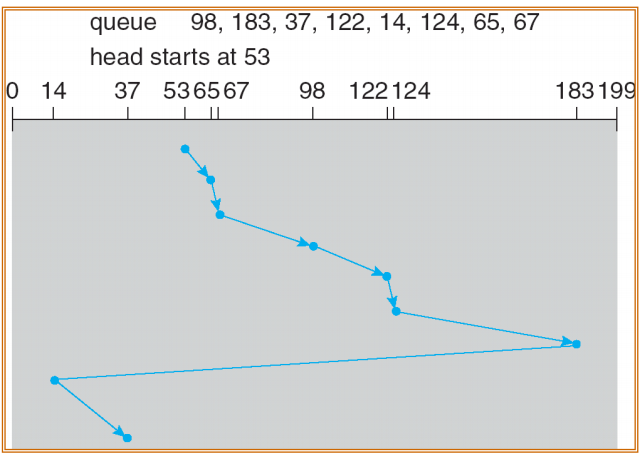 queue 98, 183, 37, 122, 14, 124, 65, 67
head starts at 53
0 14 37 53 65 67 98 122 124 183 199